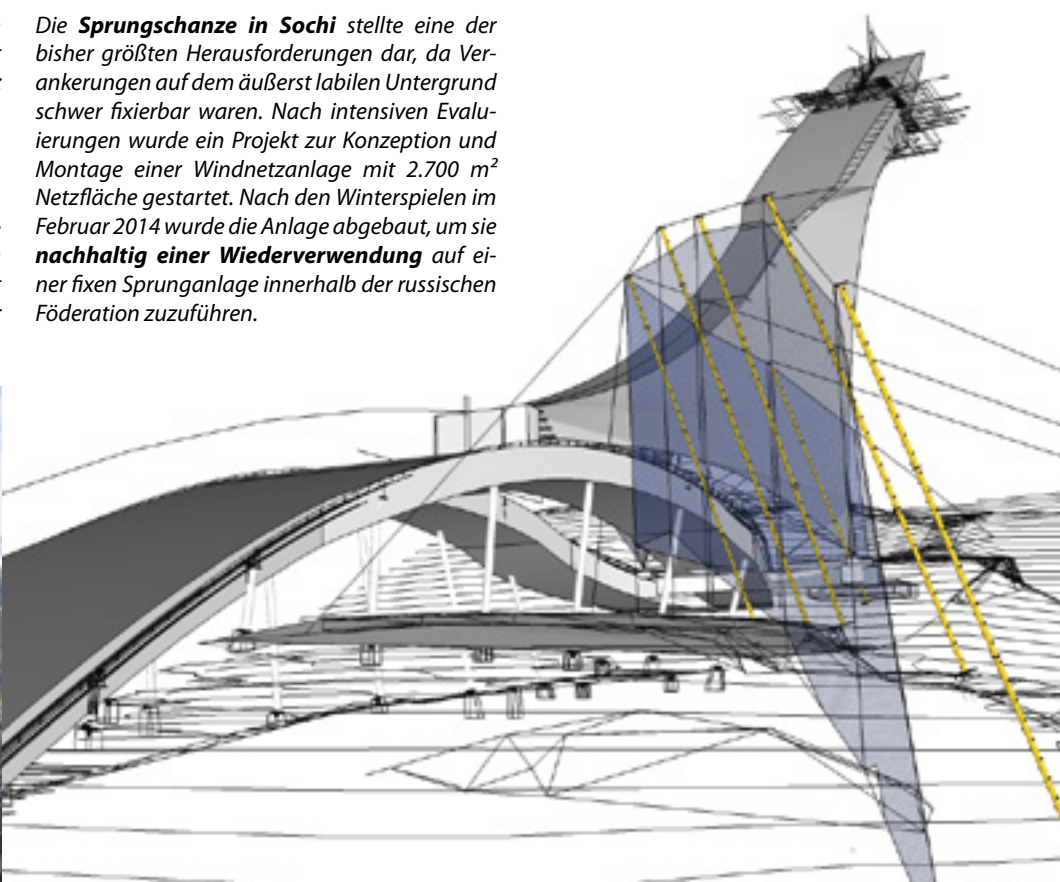 Die Sprungschanze in Sochi stellte eine der
bisher größten Herausforderungen dar, da Ver-
ankerungen auf dem äußerst labilen Untergrund
schwer fixierbar waren. Nach intensiven Evalu-
ierungen wurde ein Projekt zur Konzeption und
Montage einer Windnetzanlage mit 2.700 m²
Netzfläche gestartet. Nach den Winterspielen im
Februar 2014 wurde die Anlage abgebaut, um sie
nachhaltig einer Wiederverwendung auf ei-
ner fixen Sprunganlage innerhalb der russischen
Föderation zuzuführen.